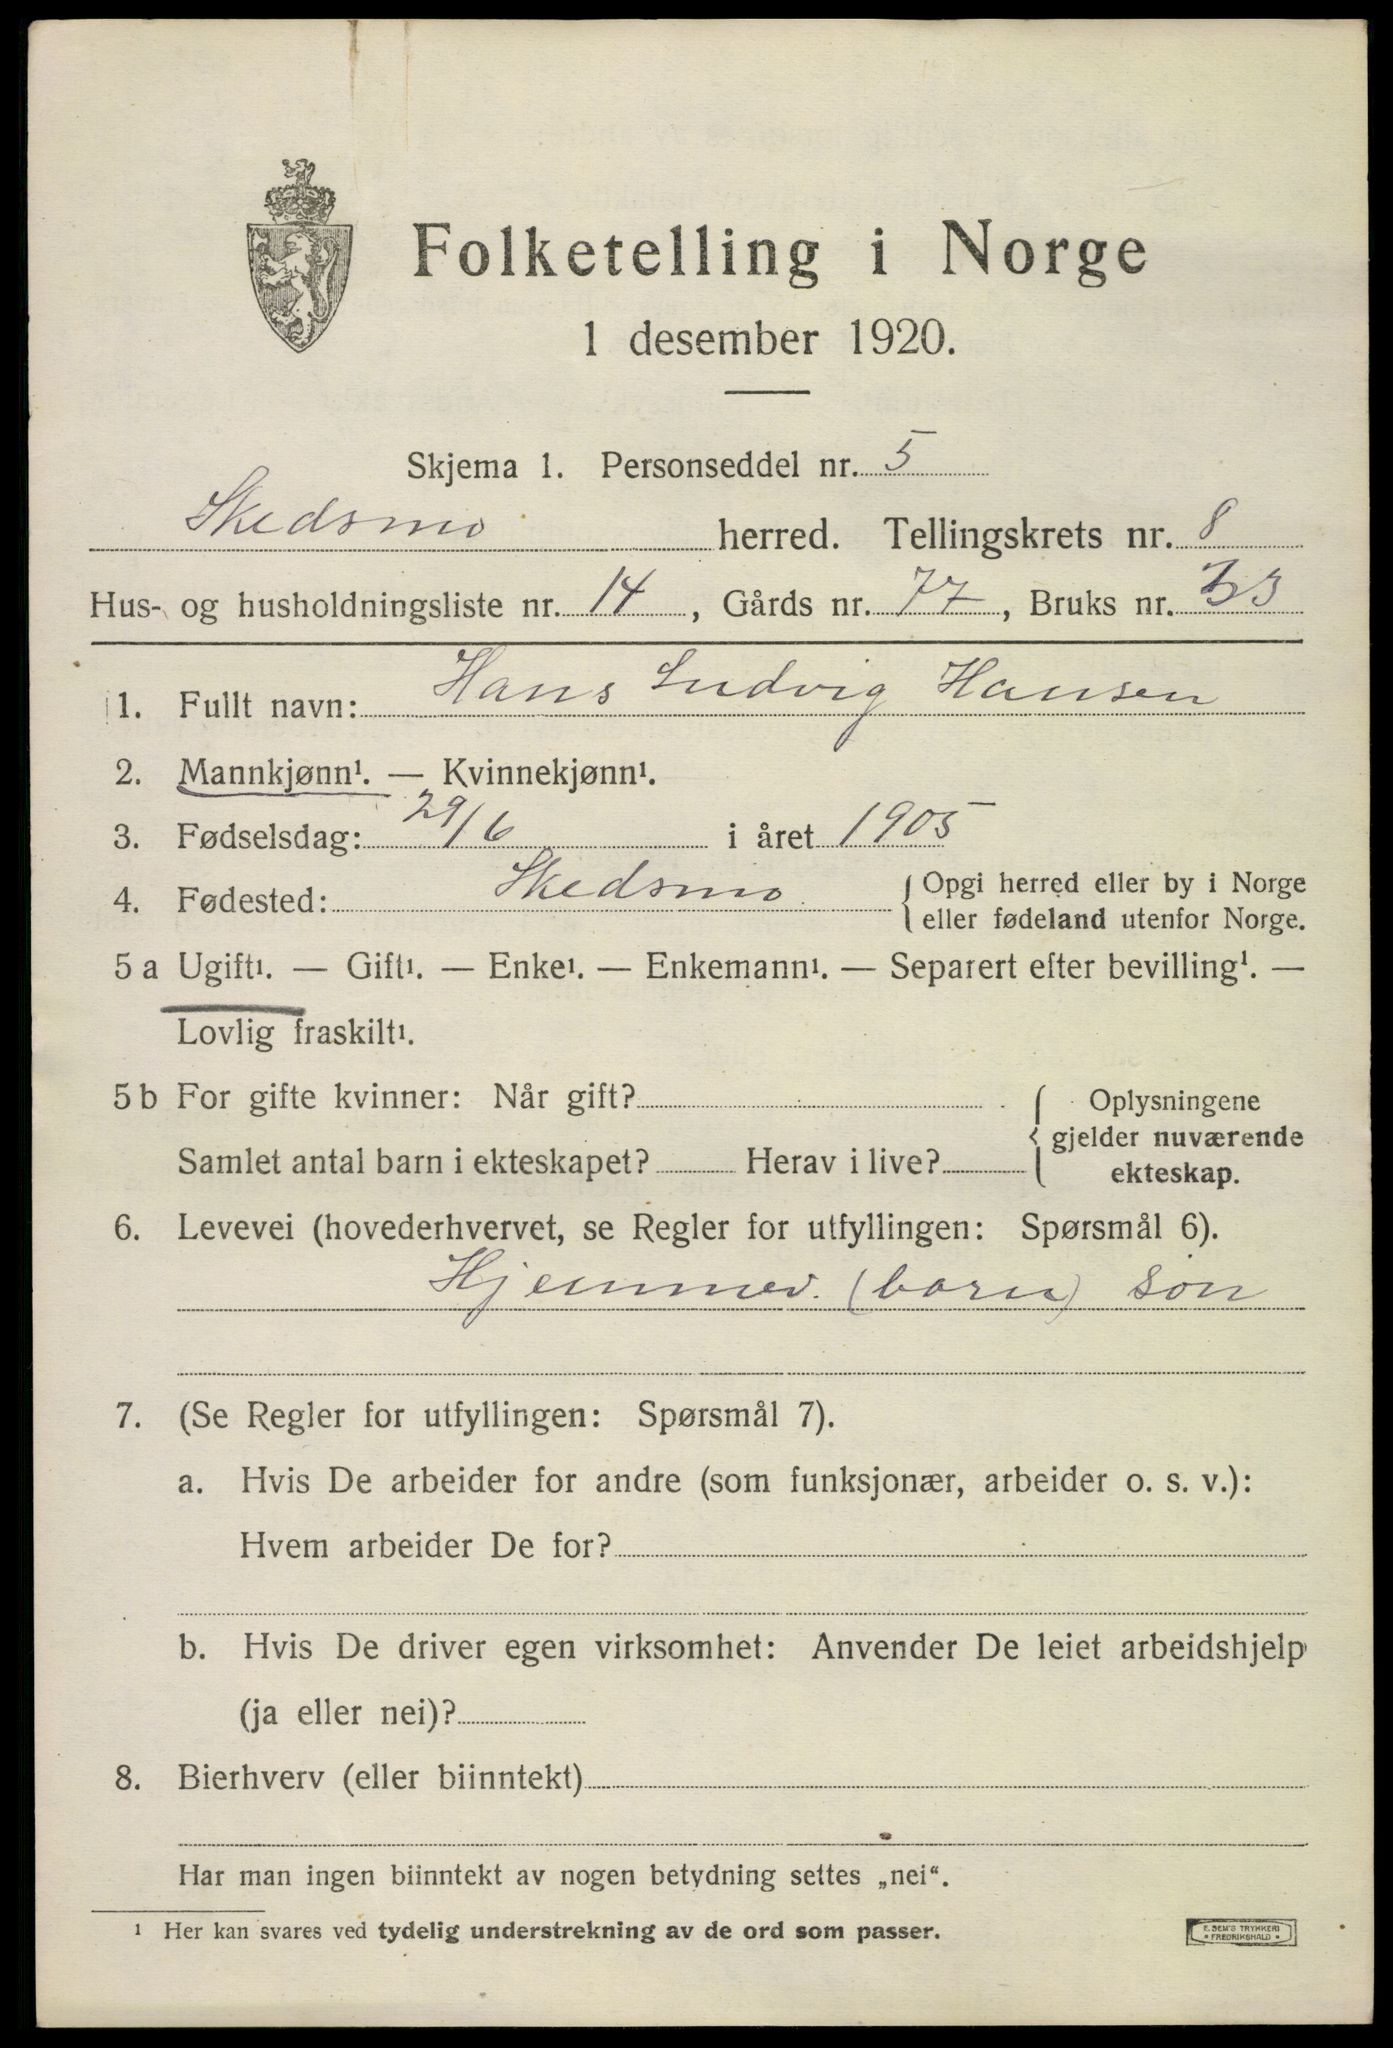 Folketelling i Norge
1 desember 1920.
Skjema 1. Personseddel nr. 5
Skedsmo herred. Tellingskrets nr. 8
Hus- og husholdningsliste nr. 14, Gårds nr. 77, Bruks nr. 33
1. Fullt navn: Hans Ludvig Hansen
2. Mannkjønn¹. — Kvinnekjønn¹.
3. Fødselsdag: 29/6 i året 1905
4. Fødested: Skedsmo { Opgi herred eller by i Norge
eller fødeland utenfor Norge.
5 a Ugift¹. — Gift¹. — Enke¹. — Enkemann¹. — Separert efter bevilling¹. —
Lovlig fraskilt¹.
5 b For gifte kvinner: Når gift?
Samlet antal barn i ekteskapet? Herav i live?
{ Oplysningene
gjelder nuværende
ekteskap.
6. Levevei (hovederhvervet, se Regler for utfyllingen: Spørsmål 6).
Hjemmev. (barn) søn
7. (Se Regler for utfyllingen: Spørsmål 7).
a. Hvis De arbeider for andre (som funksjonær, arbeider o. s. v.):
Hvem arbeider De for?
b. Hvis De driver egen virksomhet: Anvender De leiet arbeidshjelp
(ja eller nei)?
8. Bierhverv (eller biinntekt)
Har man ingen biinntekt av nogen betydning settes „nei“.
¹ Her kan svares ved tydelig understrekning av de ord som passer.
E. SEM'S TRYKKERI
• FREDRIKSHALD •